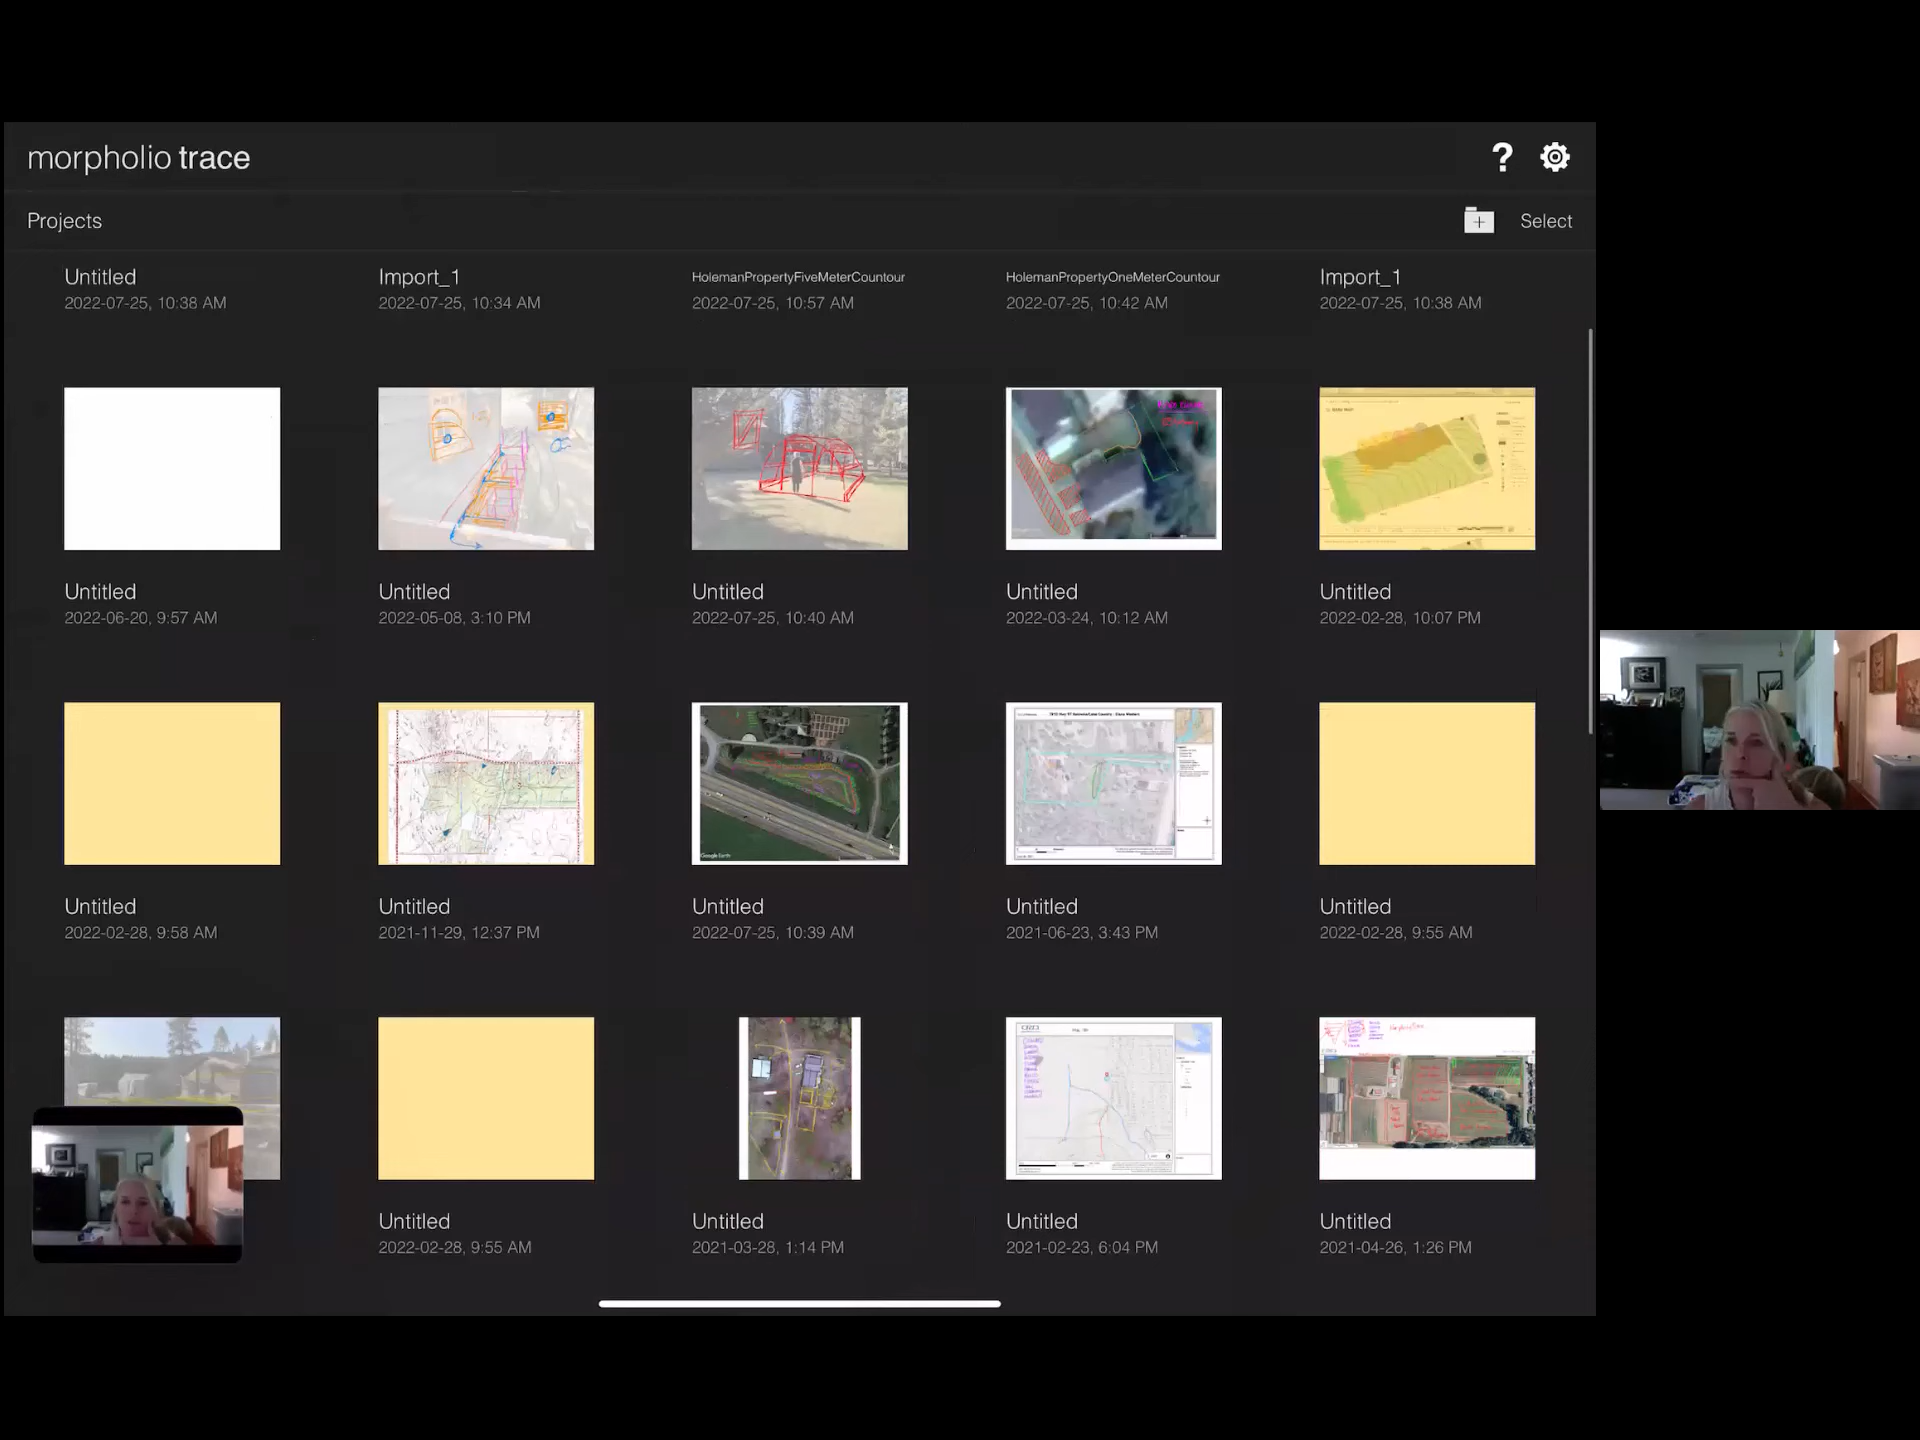 morpholio trace
?
Projects
Select
Untitled
2022-07-25, 10:38 AM
Import_1
2022-07-25, 10:34 AM
HolemanPropertyFiveMeterCountour
2022-07-25, 10:57 AM
HolemanPropertyOneMeterCountour
2022-07-25, 10:42 AM
Import_1
2022-07-25, 10:38 AM
Untitled
2022-06-20, 9:57 AM
Untitled
2022-05-08, 3:10 PM
Untitled
2022-07-25, 10:40 AM
Untitled
2022-03-24, 10:12 AM
Untitled
2022-02-28, 10:07 PM
Google Earth
Untitled
2022-02-28, 9:58 AM
Untitled
2021-11-29, 12:37 PM
Untitled
2022-07-25, 10:39 AM
Untitled
2021-06-23, 3:43 PM
Untitled
2022-02-28, 9:55 AM
Untitled
2022-02-28, 9:55 AM
Untitled
2021-03-28, 1:14 PM
Untitled
2021-02-23, 6:04 PM
Untitled
2021-04-26, 1:26 PM